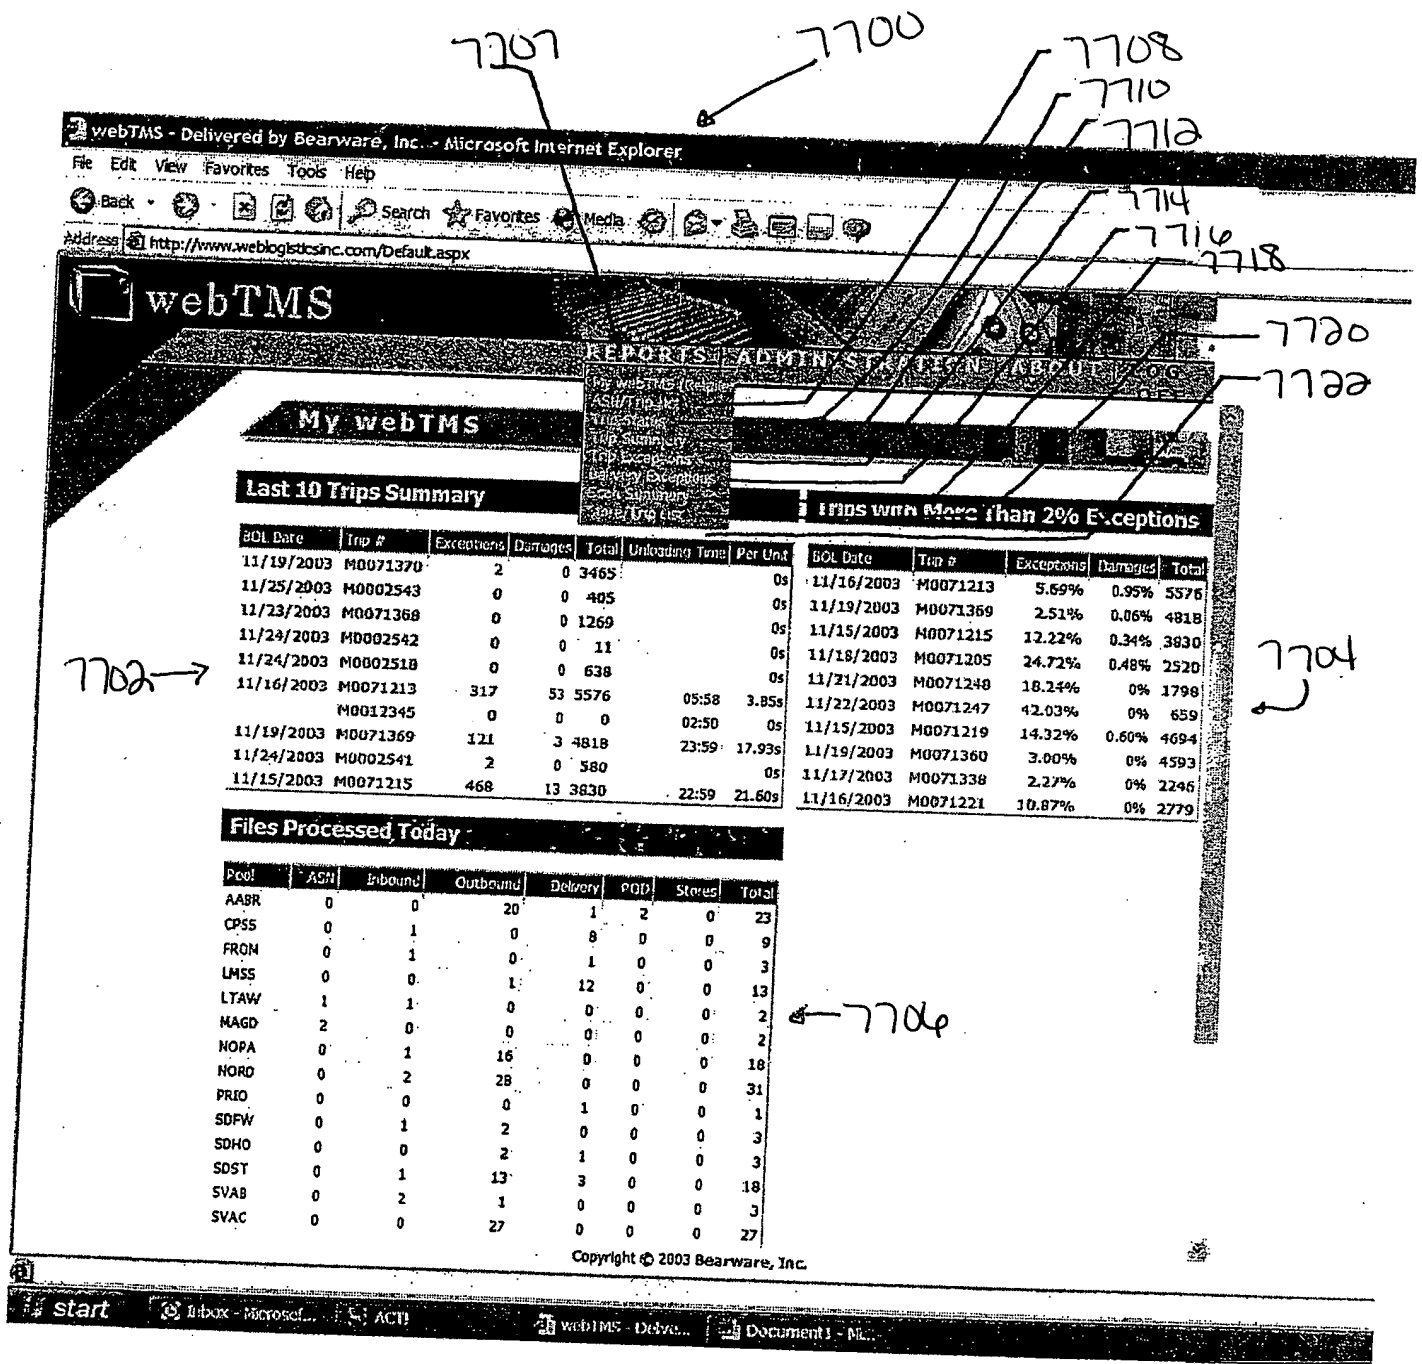 7707 7700 7708
7710
7712
7714
7716
7718
7720
7722
webTMS - Delivered by Bearware, Inc. - Microsoft Internet Explorer
File Edit View Favorites Tools Help
Back Search Favorites Media
Address http://www.weblogisticsinc.com/Default.aspx
webTMS
REPORTS | ADMINISTRATION | ABOUT | LOG
My webTMS
Trip Summary
Delivery Exceptions
Last 10 Trips Summary
BOL Date Trip # Exceptions Damages Total Unloading Time Per Unit
11/19/2003 M0071370 2 0 3465 0s
11/25/2003 M0002543 0 0 405 0s
11/23/2003 M0071368 0 0 1269 0s
11/24/2003 M0002542 0 0 11 0s
11/24/2003 M0002518 0 0 638 0s
11/16/2003 M0071213 317 53 5576 05:58 3.85s
M0012345 0 0 0 02:50 0s
11/19/2003 M0071369 121 3 4818 23:59 17.93s
11/24/2003 M0002541 2 0 580 0s
11/15/2003 M0071215 468 13 3830 22:59 21.60s
7702
Trips with More Than 2% Exceptions
BOL Date Trip # Exceptions Damages Total
11/16/2003 M0071213 5.69% 0.95% 5576
11/19/2003 M0071369 2.51% 0.06% 4818
11/15/2003 M0071215 12.22% 0.34% 3830
11/18/2003 M0071205 24.72% 0.48% 2520
11/21/2003 M0071248 18.24% 0% 1798
11/22/2003 M0071247 42.03% 0% 659
11/15/2003 M0071219 14.32% 0.60% 4694
11/19/2003 M0071360 3.00% 0% 4593
11/17/2003 M0071338 2.27% 0% 2246
11/16/2003 M0071221 10.87% 0% 2779
7704
Files Processed Today
Pool ASN Inbound Outbound Delivery POD Stores Total
AABR 0 0 20 1 2 0 23
CPSS 0 1 0 8 0 0 9
FROM 0 1 0 1 0 0 3
LMSS 0 0 1 12 0 0 13
LTAW 1 1 0 0 0 0 2
MAGD 2 0 0 0 0 0 2
NOPA 0 1 16 0 0 0 18
NORD 0 2 28 0 0 0 31
PRIO 0 0 0 1 0 0 1
SDFW 0 1 2 0 0 0 3
SDHO 0 0 2 1 0 0 3
SDST 0 1 13 3 0 0 18
SVAB 0 2 1 0 0 0 3
SVAC 0 0 27 0 0 0 27
7706
Copyright © 2003 Bearware, Inc.
start Inbox - Microsof... ACT! webTMS - Delive... Document1 - Mi...